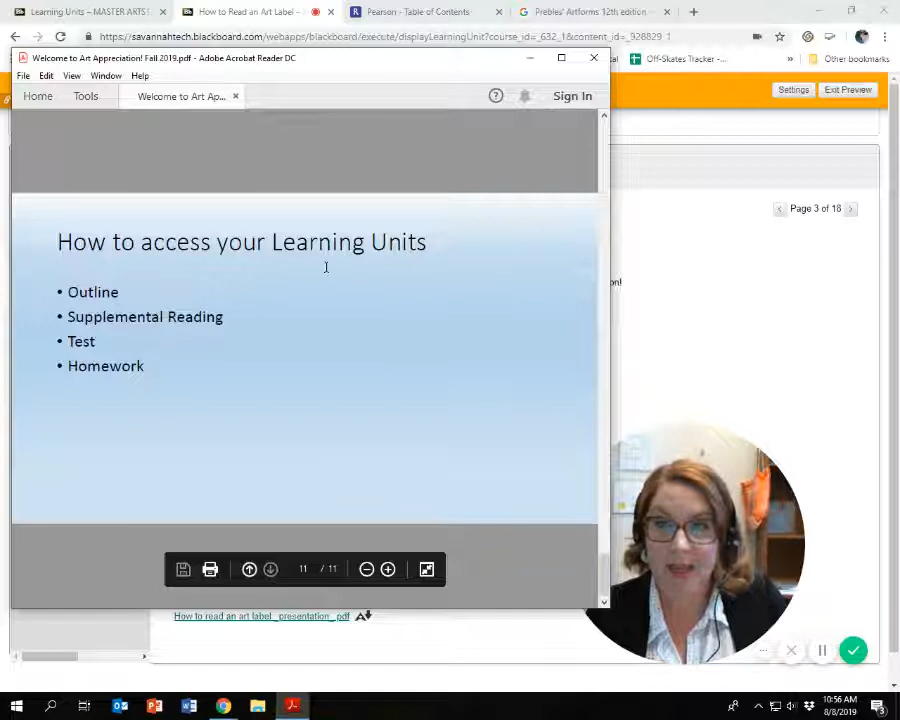 Learning Units – MASTER ARTS
How to Read an Art Label –
Pearson - Table of Contents
Prebles' Artforms 12th edition
https://savannahtech.blackboard.com/webapps/blackboard/execute/displayLearningUnit?course_id=_632_1&content_id=_928829_1
Welcome to Art Appreciation! Fall 2019.pdf - Adobe Acrobat Reader DC
File Edit View Window Help
Off-Skates Tracker -
Other bookmarks
Home Tools Welcome to Art Ap...
Sign In
Settings Exit Preview
Page 3 of 18
How to access your Learning Units
on!
• Outline
• Supplemental Reading
• Test
• Homework
11 / 11
How to read an art label_presentation_.pdf
10:56 AM
8/8/2019
3